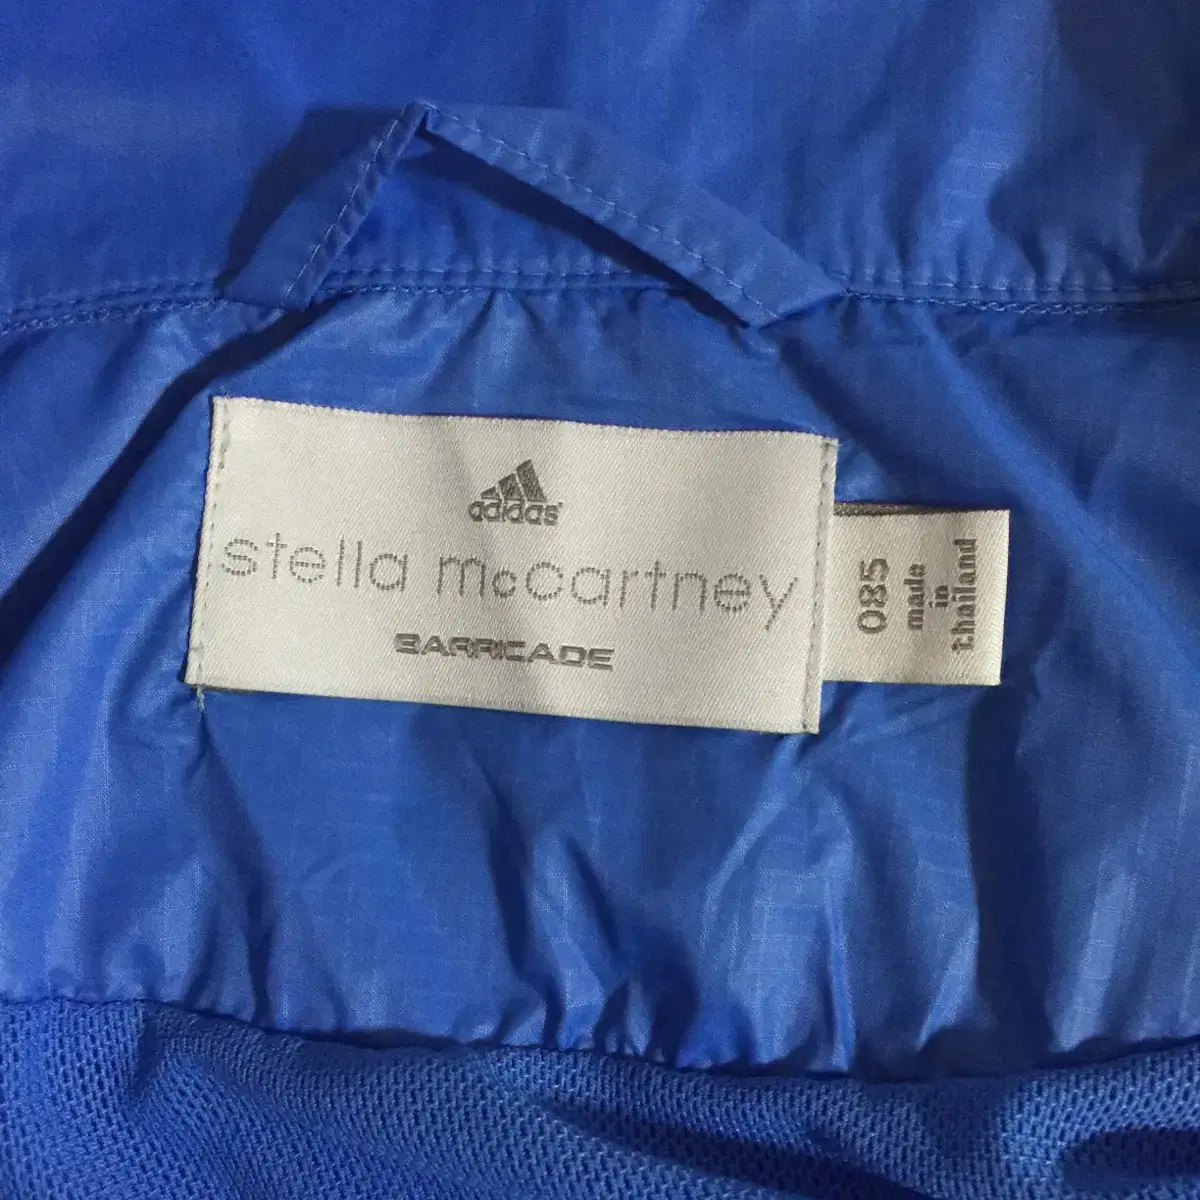 adidas
stella mccartney
BARRICADE
085
made
in
thailand